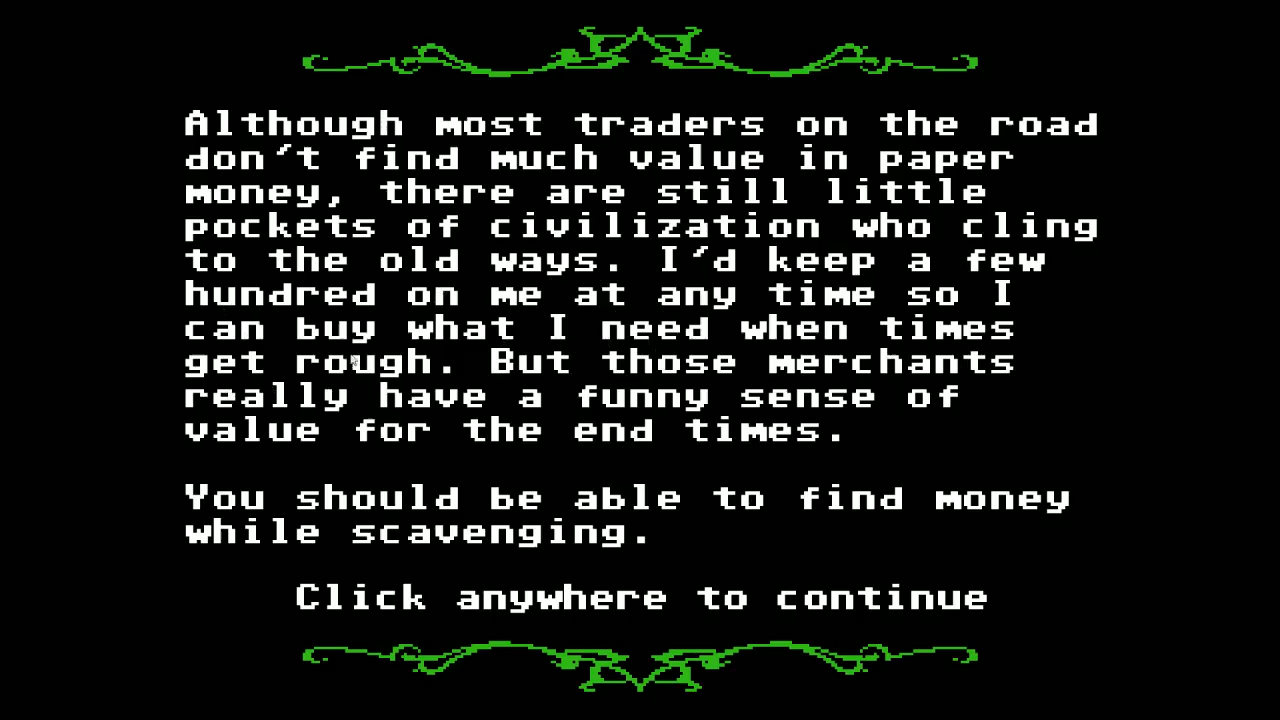 Although most traders on the road
don't find much value in paper
money, there are still little
pockets of civilization who cling
to the old ways. I'd keep a few
hundred on me at any time so I
can buy what I need when times
get rough. But those merchants
really have a funny sense of
value for the end times.
You should be able to find money
while scavenging.
Click anywhere to continue